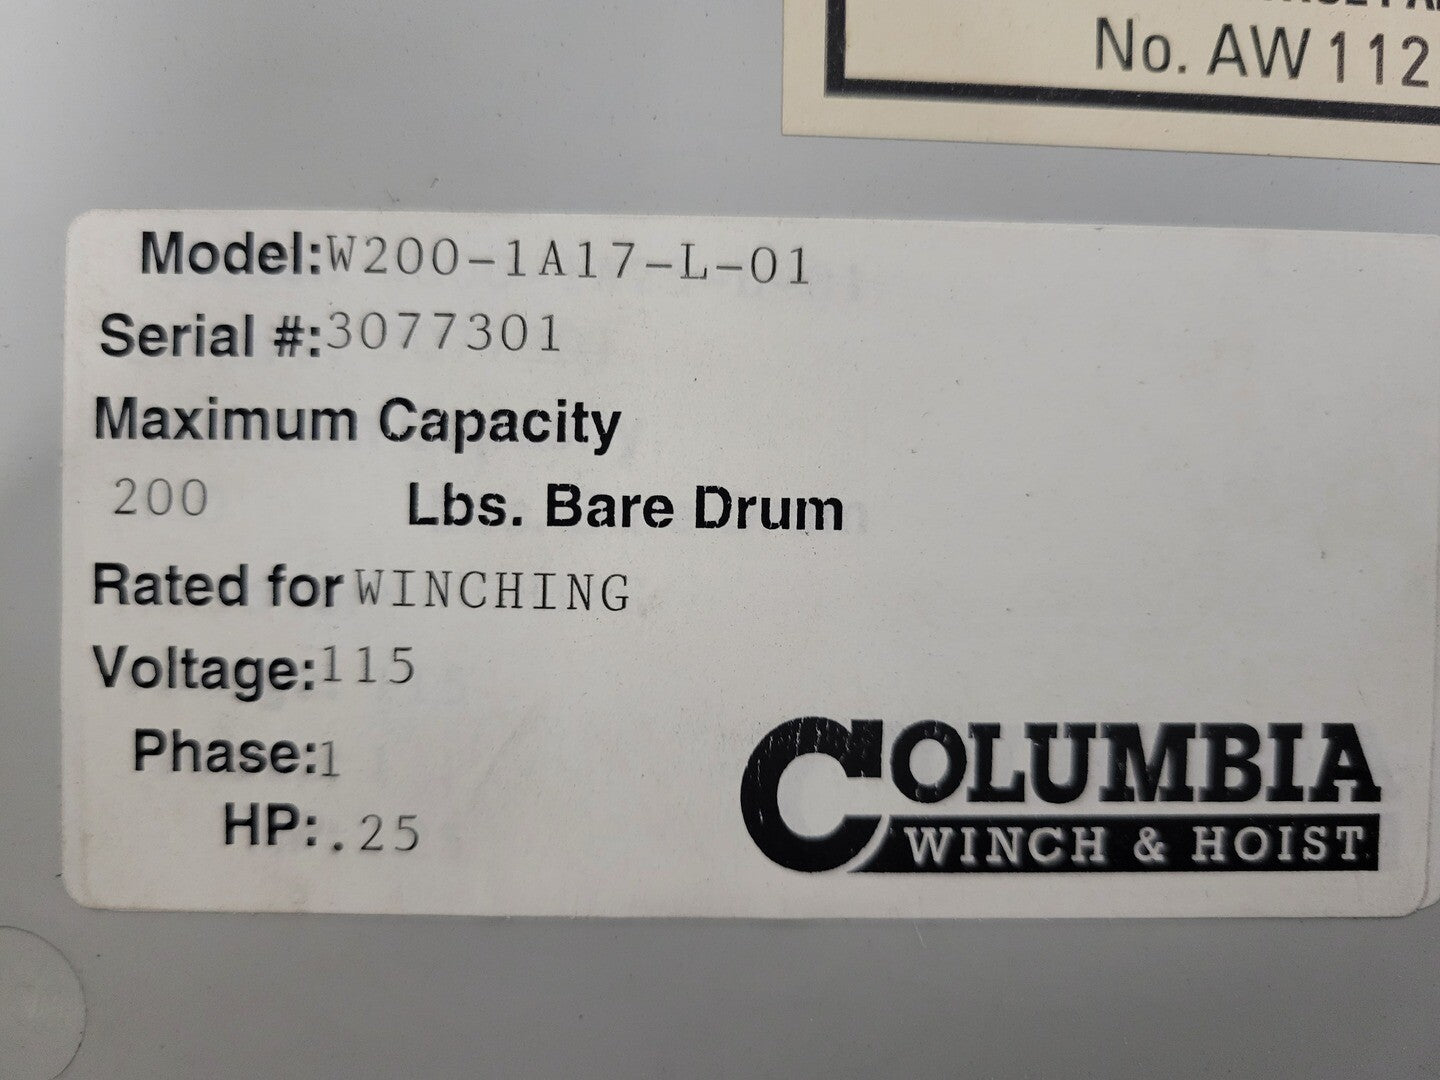 No. AW 112
Model:W200-1A17-L-01
Serial #:3077301
Maximum Capacity
200 Lbs. Bare Drum
Rated for WINCHING
Voltage:115
Phase:1
HP:.25
COLUMBIA
WINCH & HOIST